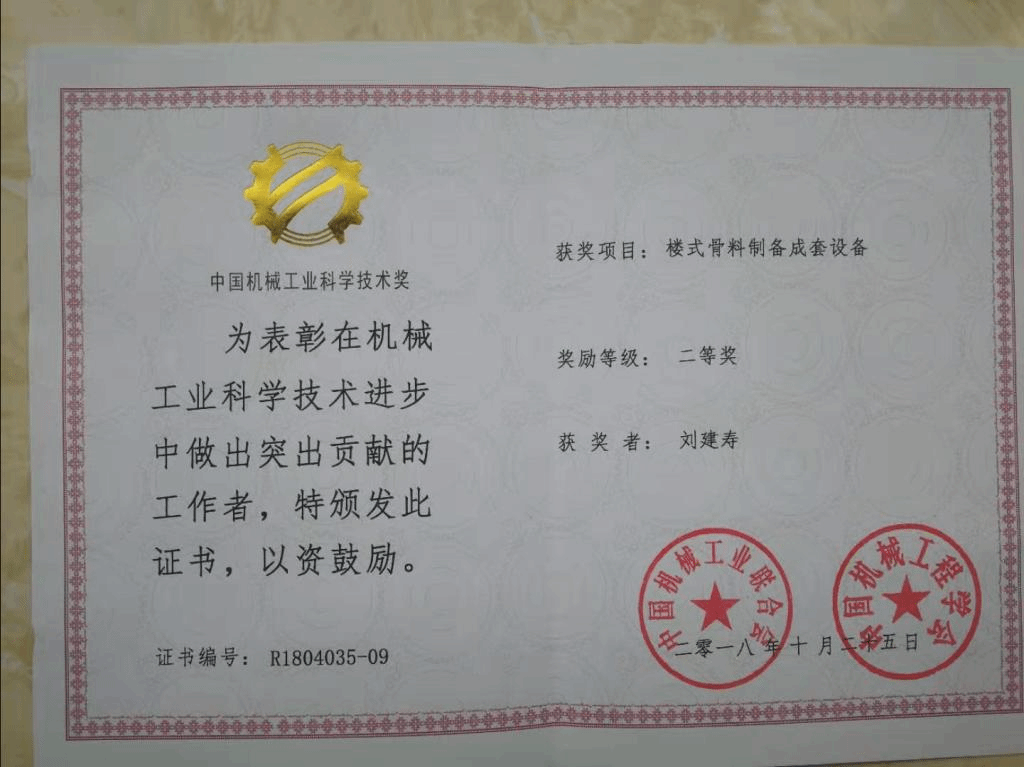 中国机械工业科学技术奖
为表彰在机械
工业科学技术进步
中做出突出贡献的
工作者，特颁发此
证书，以资鼓励。
证书编号： R1804035-09
获奖项目： 楼式骨料制备成套设备
奖励等级： 二等奖
获 奖 者： 刘建寿
中国机械工业联合会
中国机械工程学会
二零一八 年 十 月 二十五 日